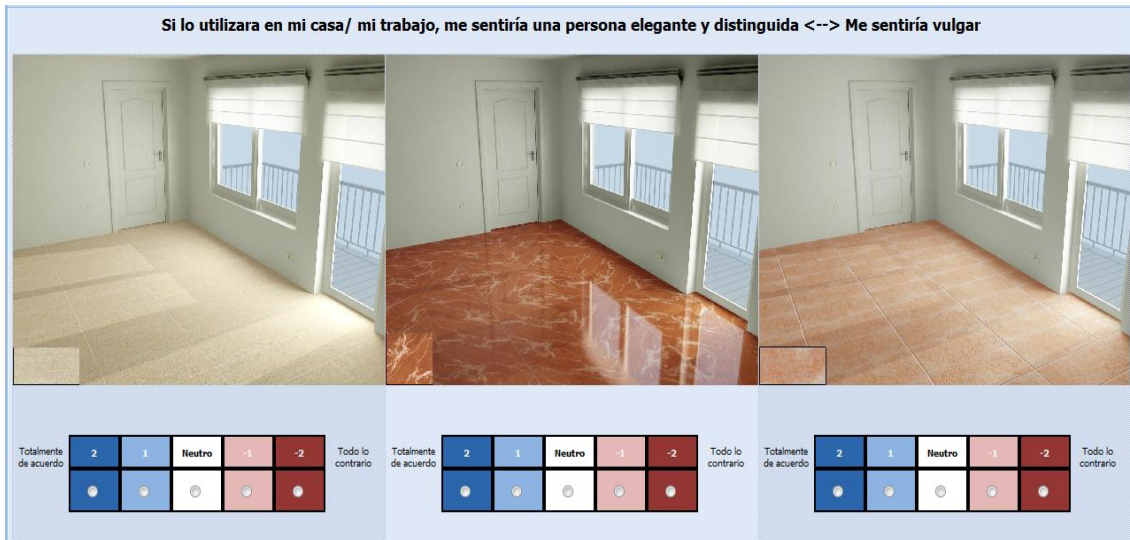 Si lo utilizara en mi casa/ mi trabajo, me sentiría una persona elegante y distinguida <--> Me sentiría vulgar
Totalmente de acuerdo 2 1 Neutro -1 -2 Todo lo contrario
Totalmente de acuerdo 2 1 Neutro -1 -2 Todo lo contrario
Totalmente de acuerdo 2 1 Neutro -1 -2 Todo lo contrario